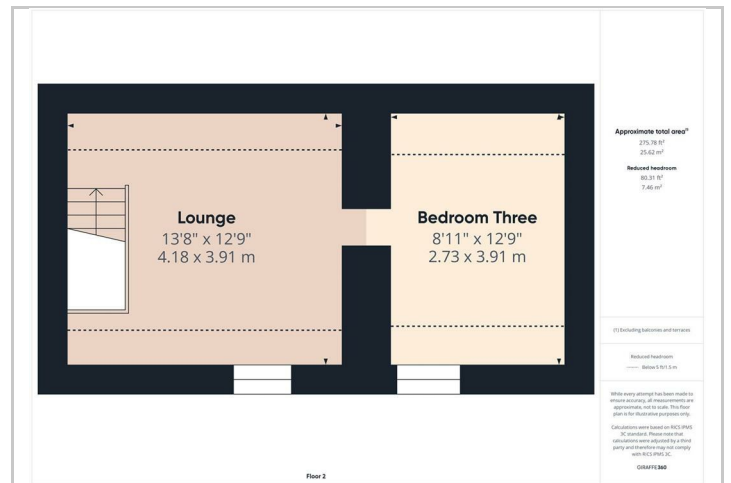 Lounge
13'8" x 12'9"
4.18 x 3.91 m
Bedroom Three
8'11" x 12'9"
2.73 x 3.91 m
Floor 2
Approximate total area⁽¹⁾
275.78 ft²
25.62 m²
Reduced headroom
80.31 ft²
7.46 m²
(1) Excluding balconies and terraces
Reduced headroom
Below 5 ft/1.5 m
While every attempt has been made to
ensure accuracy, all measurements are
approximate, not to scale. This floor
plan is for illustrative purposes only.
Calculations were based on RICS IPMS
3C standard. Please note that
calculations were adjusted by a third
party and therefore may not comply
with RICS IPMS 3C.
GIRAFFE360